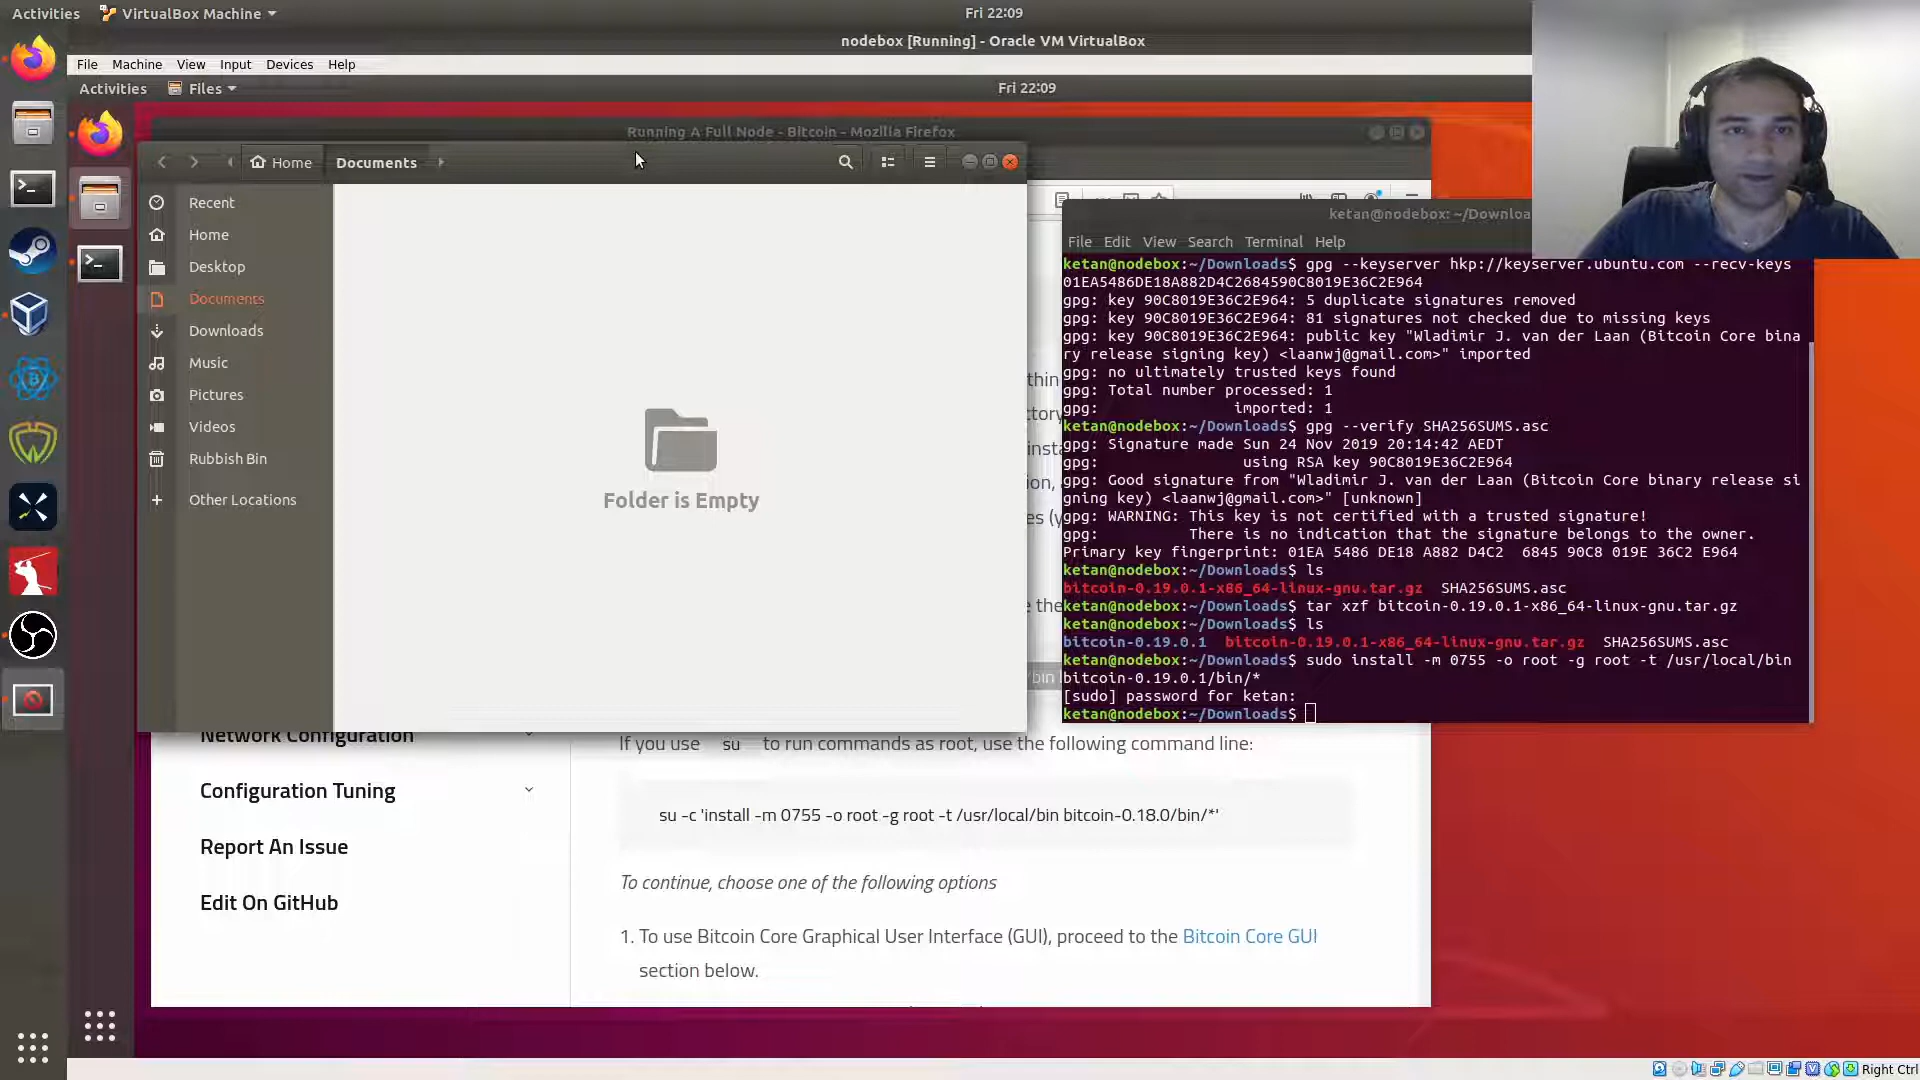 Activities
VirtualBox Machine
Fri 22:09
nodebox [Running] - Oracle VM VirtualBox
File Machine View Input Devices Help
Activities
Files
Fri 22:09
Running A Full Node - Bitcoin - Mozilla Firefox
Home
Documents
Recent
Home
Desktop
Documents
Downloads
Music
Pictures
Videos
Rubbish Bin
Other Locations
Folder is Empty
ketan@nodebox: ~/Downloa
File Edit View Search Terminal Help
ketan@nodebox:~/Downloads$ gpg --keyserver hkp://keyserver.ubuntu.com --recv-keys
01EA5486DE18A882D4C2684590C8019E36C2E964
gpg: key 90C8019E36C2E964: 5 duplicate signatures removed
gpg: key 90C8019E36C2E964: 81 signatures not checked due to missing keys
gpg: key 90C8019E36C2E964: public key "Wladimir J. van der Laan (Bitcoin Core bina
ry release signing key) <laanwj@gmail.com>" imported
gpg: no ultimately trusted keys found
gpg: Total number processed: 1
gpg: imported: 1
ketan@nodebox:~/Downloads$ gpg --verify SHA256SUMS.asc
gpg: Signature made Sun 24 Nov 2019 20:14:42 AEDT
gpg: using RSA key 90C8019E36C2E964
gpg: Good signature from "Wladimir J. van der Laan (Bitcoin Core binary release si
gning key) <laanwj@gmail.com>" [unknown]
gpg: WARNING: This key is not certified with a trusted signature!
gpg: There is no indication that the signature belongs to the owner.
Primary key fingerprint: 01EA 5486 DE18 A882 D4C2 6845 90C8 019E 36C2 E964
ketan@nodebox:~/Downloads$ ls
bitcoin-0.19.0.1-x86_64-linux-gnu.tar.gz SHA256SUMS.asc
ketan@nodebox:~/Downloads$ tar xzf bitcoin-0.19.0.1-x86_64-linux-gnu.tar.gz
ketan@nodebox:~/Downloads$ ls
bitcoin-0.19.0.1 bitcoin-0.19.0.1-x86_64-linux-gnu.tar.gz SHA256SUMS.asc
ketan@nodebox:~/Downloads$ sudo install -m 0755 -o root -g root -t /usr/local/bin
bitcoin-0.19.0.1/bin/*
[sudo] password for ketan:
ketan@nodebox:~/Downloads$
thin
ctory
insta
ion,
es (y
e the
/bin
Network Configuration
Configuration Tuning
Report An Issue
Edit On GitHub
If you use su to run commands as root, use the following command line:
su -c 'install -m 0755 -o root -g root -t /usr/local/bin bitcoin-0.18.0/bin/*'
To continue, choose one of the following options
1. To use Bitcoin Core Graphical User Interface (GUI), proceed to the Bitcoin Core GUI
section below.
Right Ctrl